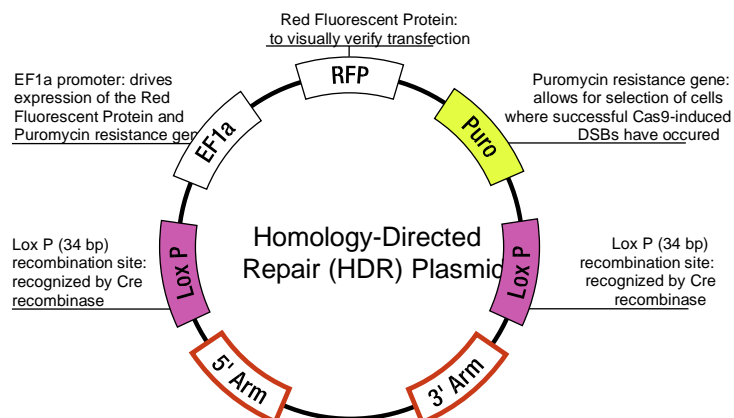 Red Fluorescent Protein:
to visually verify transfection
RFP
EF1a promoter: drives
expression of the Red
Fluorescent Protein and
Puromycin resistance gen
EF1a
Puromycin resistance gene:
allows for selection of cells
where successful Cas9-induced
DSBs have occured
Puro
Lox P (34 bp)
recombination site:
recognized by Cre
recombinase
Lox P
Homology-Directed
Repair (HDR) Plasmid
Lox P
Lox P (34 bp)
recombination site:
recognized by Cre
recombinase
5' Arm
3' Arm